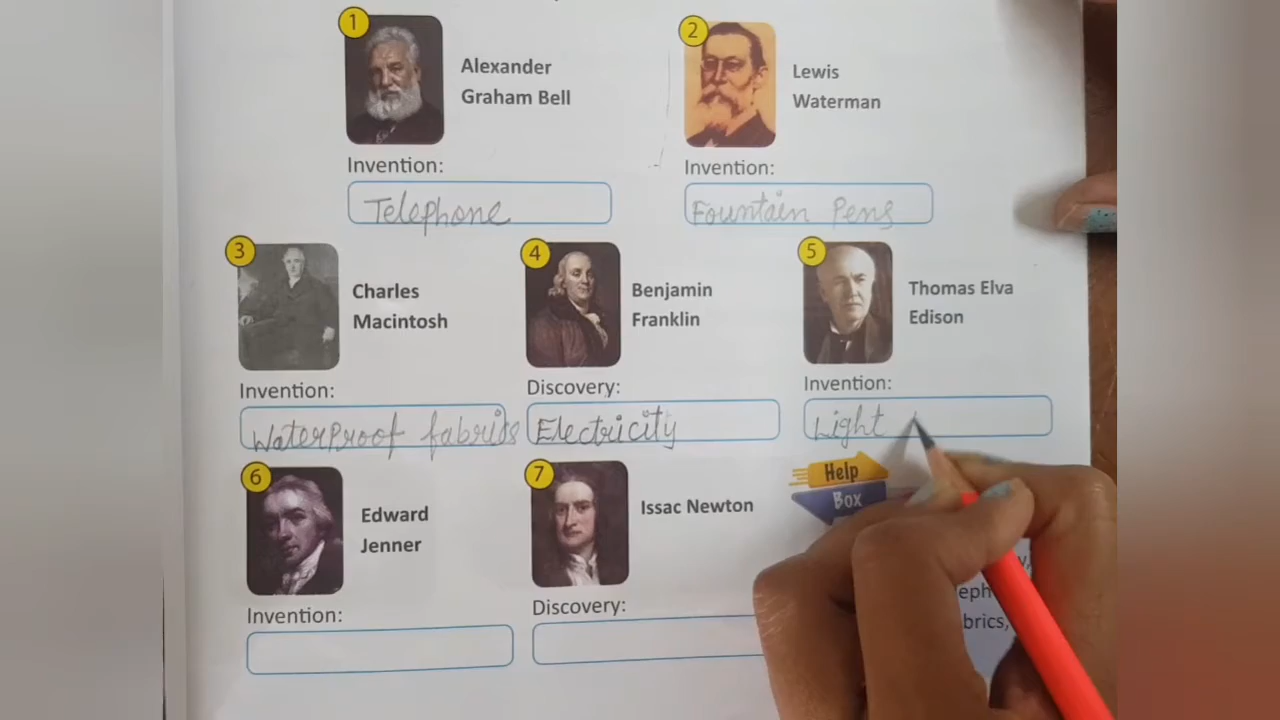 1
Alexander
Graham Bell
Invention:
Telephone
2
Lewis
Waterman
Invention:
Fountain Pens
3
Charles
Macintosh
Invention:
WaterProof fabrics
4
Benjamin
Franklin
Discovery:
Electricity
5
Thomas Elva
Edison
Invention:
Light
6
Edward
Jenner
Invention:
7
Issac Newton
Discovery:
Help
Box